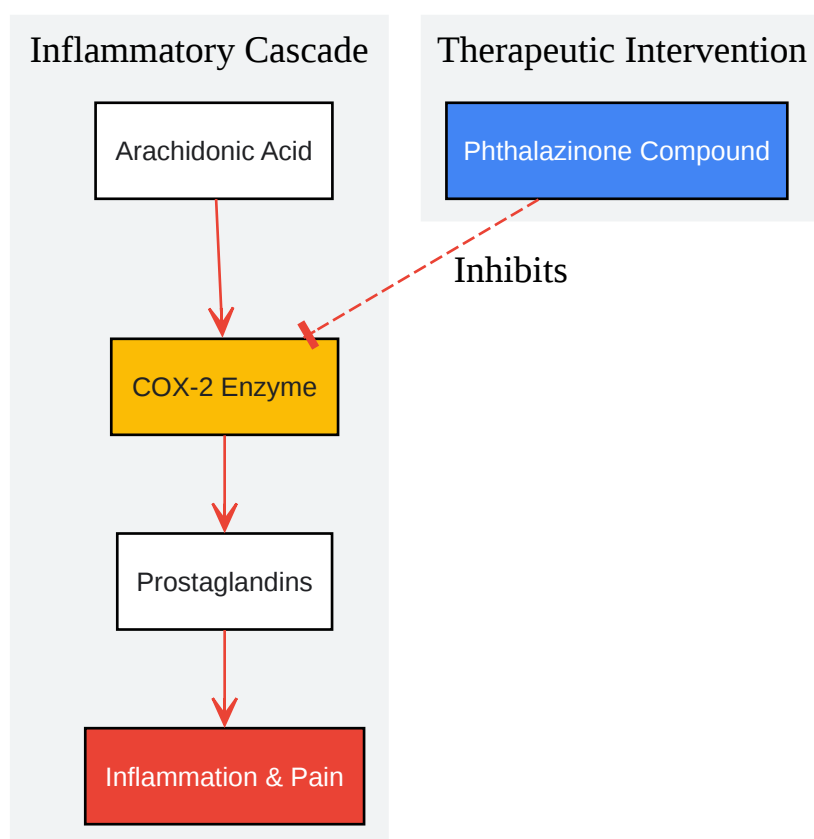 Inflammatory Cascade
Therapeutic Intervention
Arachidonic Acid
Phthalazinone Compound
Inhibits
COX-2 Enzyme
Prostaglandins
Inflammation & Pain